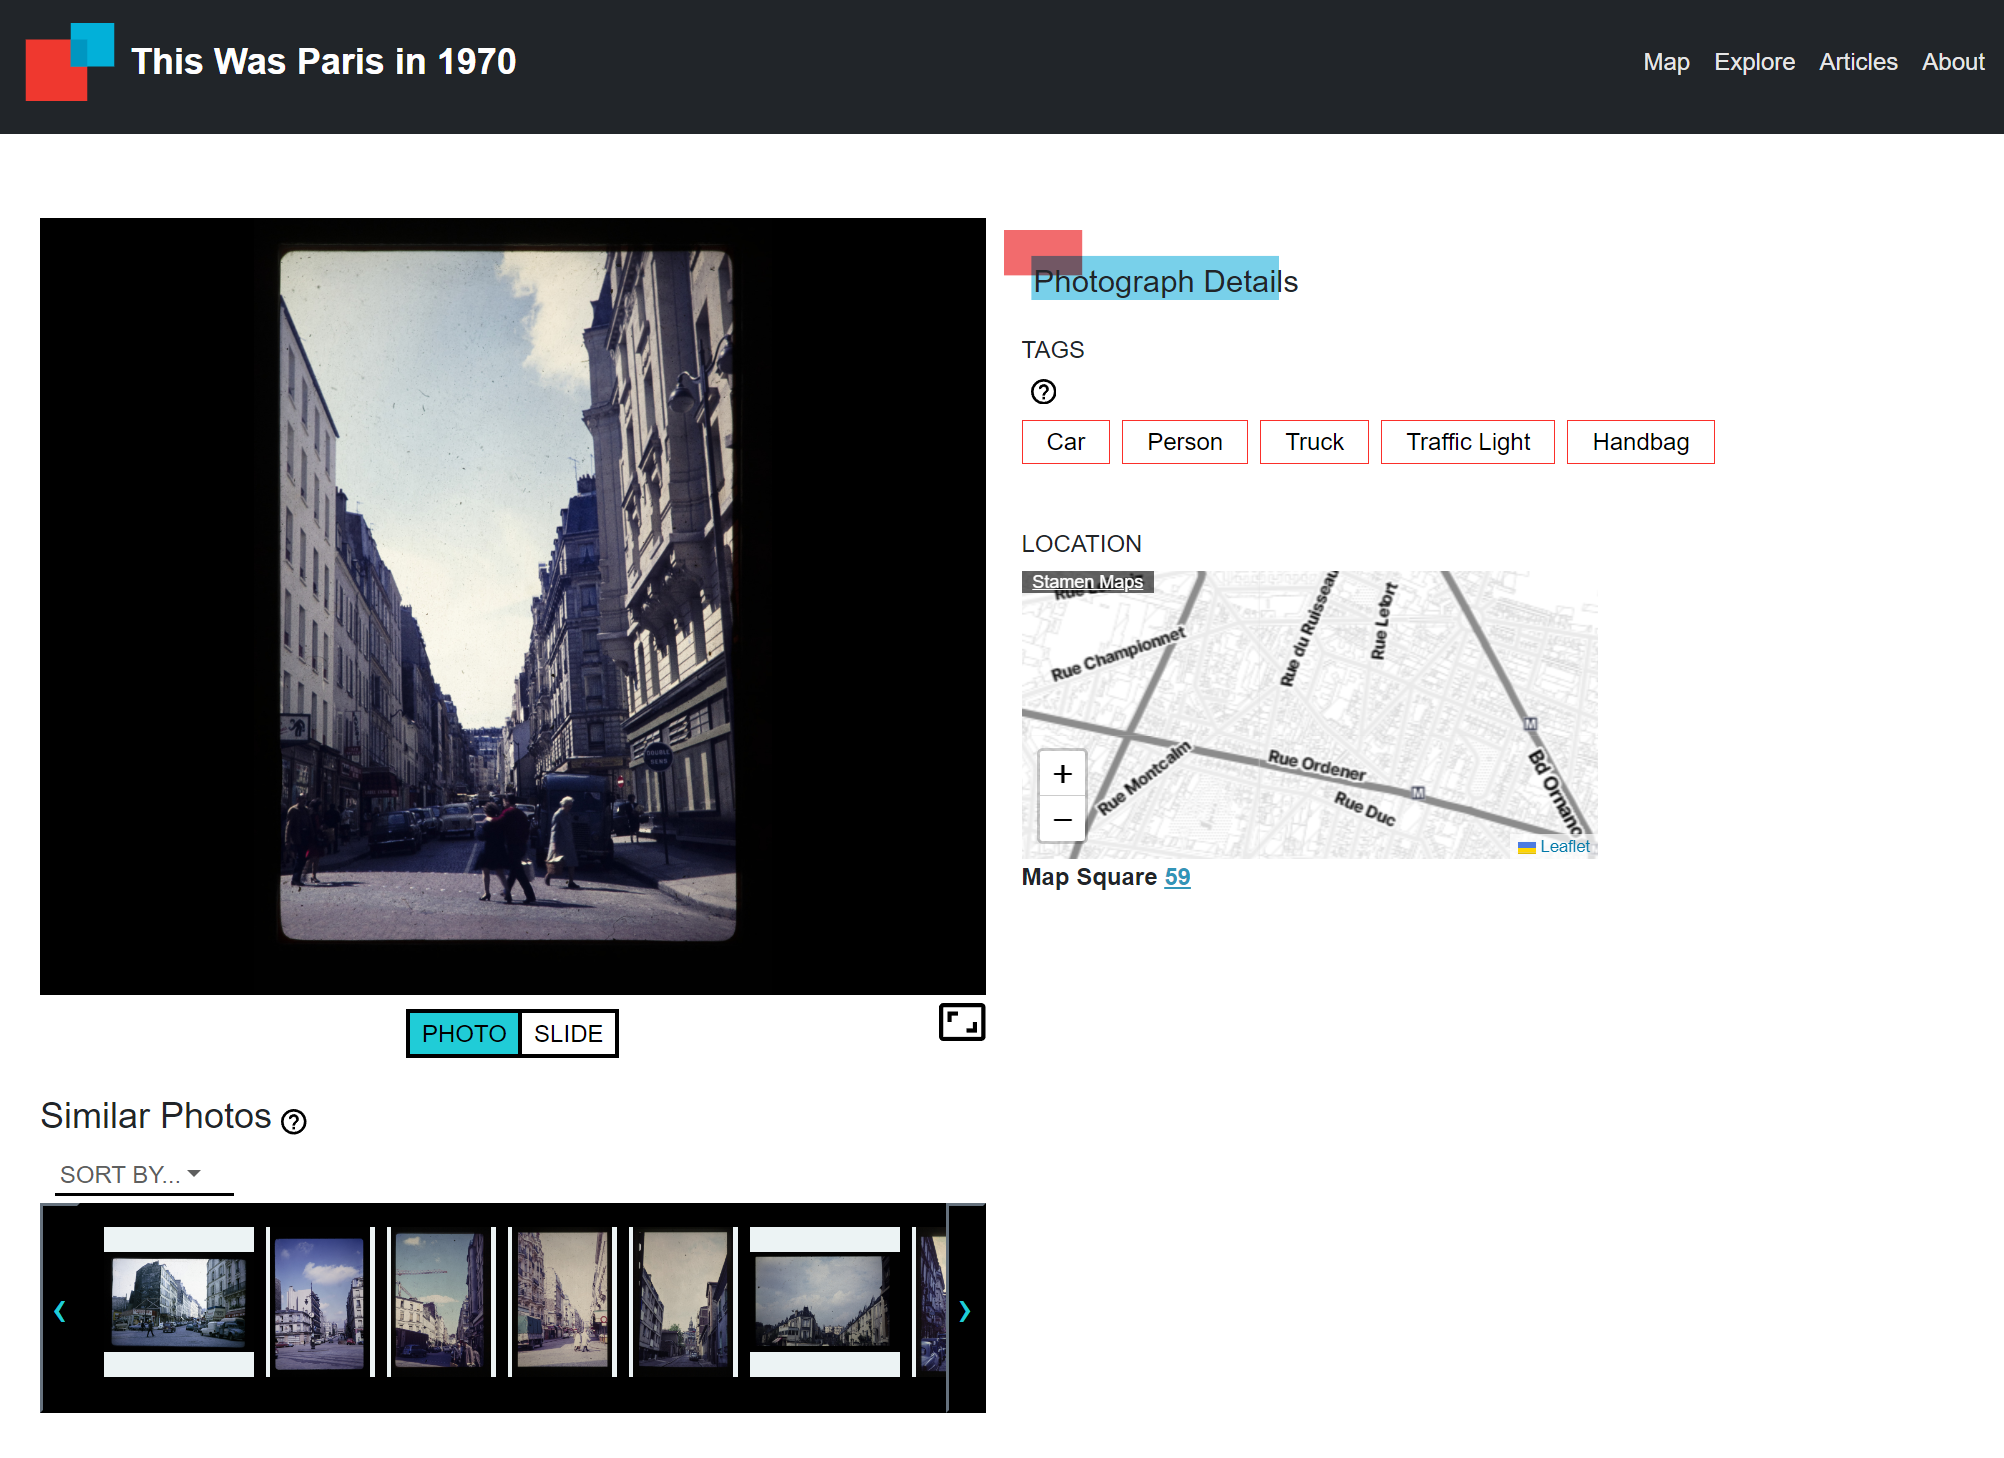 This Was Paris in 1970
Map Explore Articles About
Photograph Details
TAGS
Car Person Truck Traffic Light Handbag
LOCATION
Stamen Maps
Rue Championnet
Rue du Ruisseau
Rue Letort
Rue Montcalm
Rue Ordener
Rue Duc
Bd Ornano
M
M
+
−
Leaflet
Map Square 59
DOUBLE
PHOTO SLIDE
Similar Photos
SORT BY...